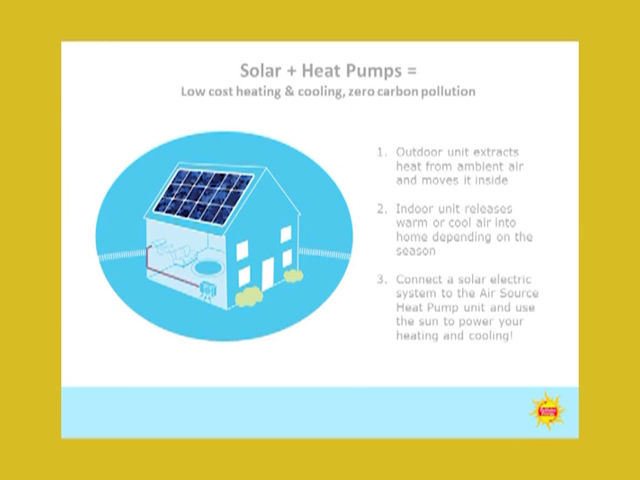 Solar + Heat Pumps =
Low cost heating & cooling, zero carbon pollution
1. Outdoor unit extracts
heat from ambient air
and moves it inside
2. Indoor unit releases
warm or cool air into
home depending on the
season
3. Connect a solar electric
system to the Air Source
Heat Pump unit and use
the sun to power your
heating and cooling!